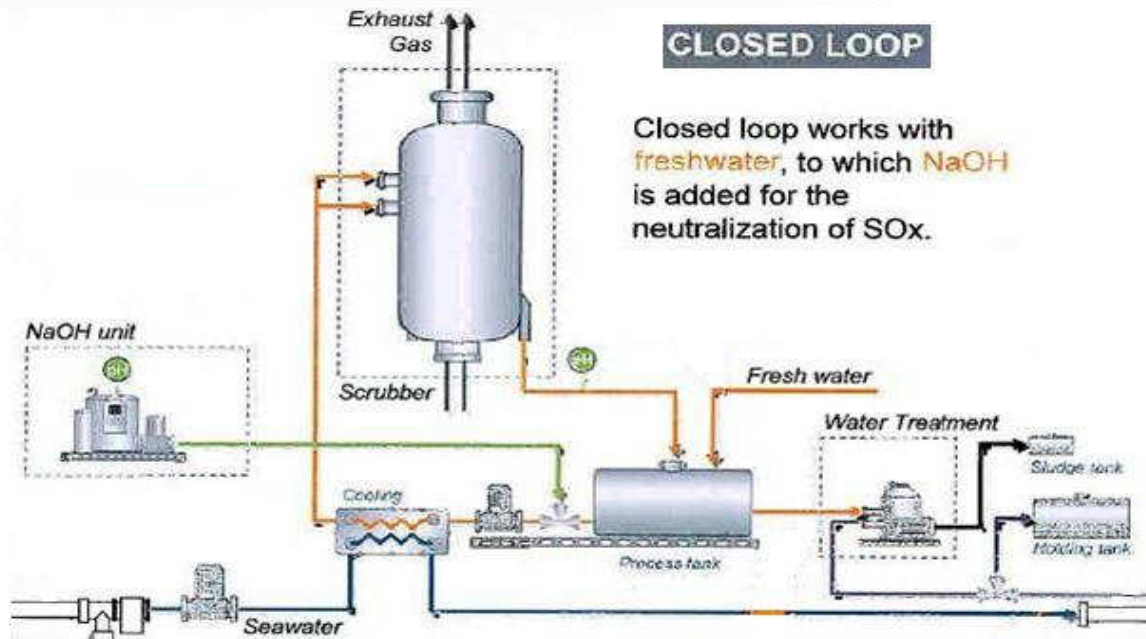 Exhaust
Gas
CLOSED LOOP
Closed loop works with
freshwater, to which NaOH
is added for the
neutralization of SOx.
NaOH unit
pH
pH
Scrubber
Fresh water
Water Treatment
Sludge tank
Cooling
Process tank
Holding tank
Seawater